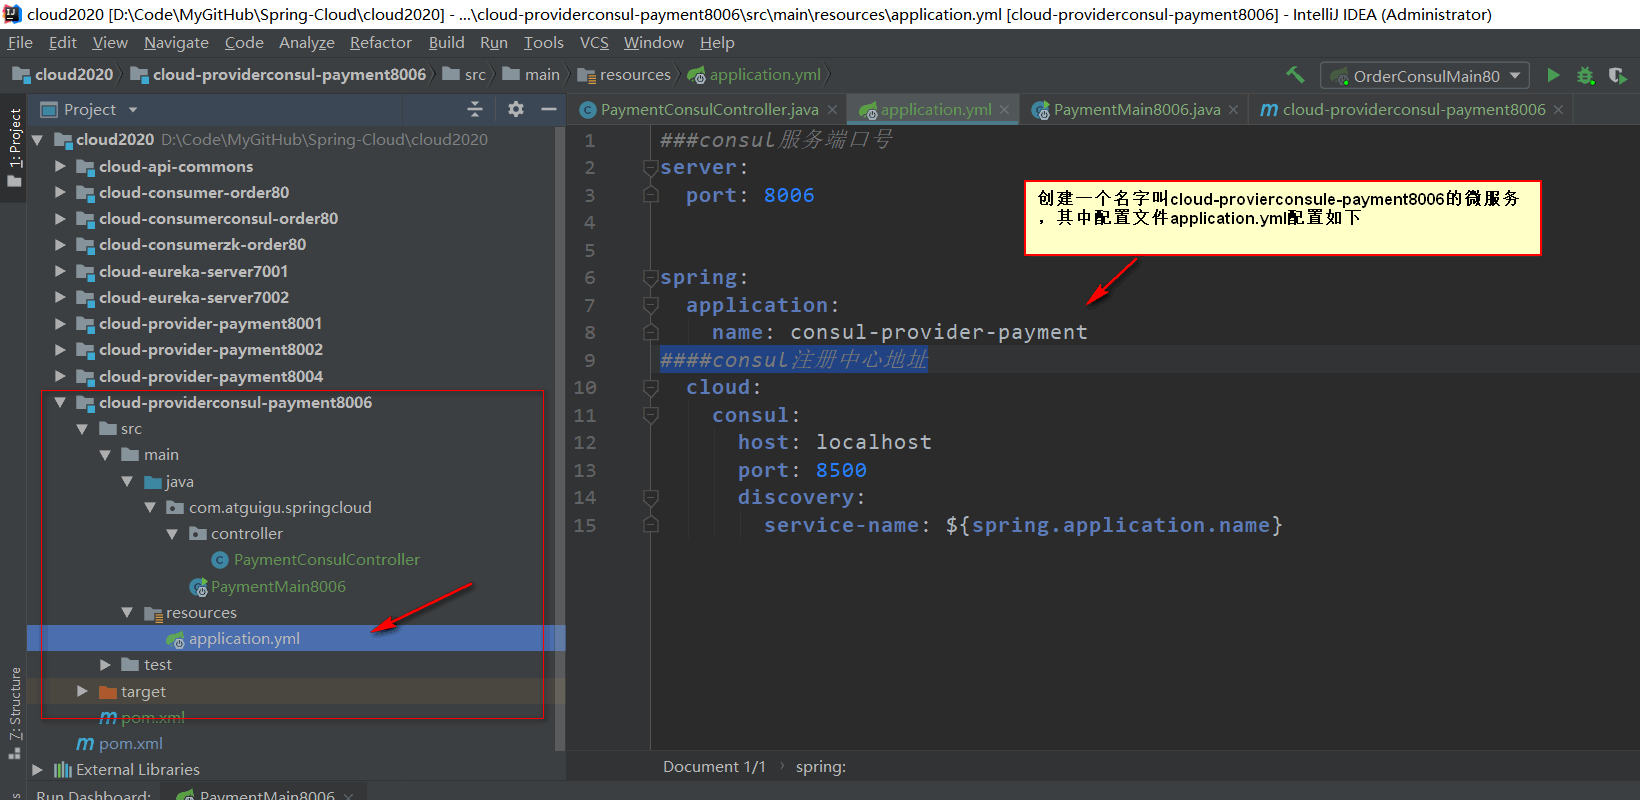 cloud2020 [D:\Code\MyGitHub\Spring-Cloud\cloud2020] - ...\cloud-providerconsul-payment8006\src\main\resources\application.yml [cloud-providerconsul-payment8006] - IntelliJ IDEA (Administrator)
File Edit View Navigate Code Analyze Refactor Build Run Tools VCS Window Help
cloud2020 cloud-providerconsul-payment8006 src main resources application.yml OrderConsulMain80
1: Project
Project
cloud2020 D:\Code\MyGitHub\Spring-Cloud\cloud2020
cloud-api-commons
cloud-consumer-order80
cloud-consumerconsul-order80
cloud-consumerzk-order80
cloud-eureka-server7001
cloud-eureka-server7002
cloud-provider-payment8001
cloud-provider-payment8002
cloud-provider-payment8004
cloud-providerconsul-payment8006
src
main
java
com.atguigu.springcloud
controller
PaymentConsulController
PaymentMain8006
resources
application.yml
test
target
pom.xml
pom.xml
External Libraries
7: Structure
PaymentConsulController.java application.yml PaymentMain8006.java cloud-providerconsul-payment8006
1 ###consul服务端口号
2 server:
3 port: 8006
4
5
6 spring:
7 application:
8 name: consul-provider-payment
9 ####consul注册中心地址
10 cloud:
11 consul:
12 host: localhost
13 port: 8500
14 discovery:
15 service-name: ${spring.application.name}
创建一个名字叫cloud-provierconsule-payment8006的微服务
，其中配置文件application.yml配置如下
Document 1/1 › spring:
Run Dashboard: PaymentMain8006